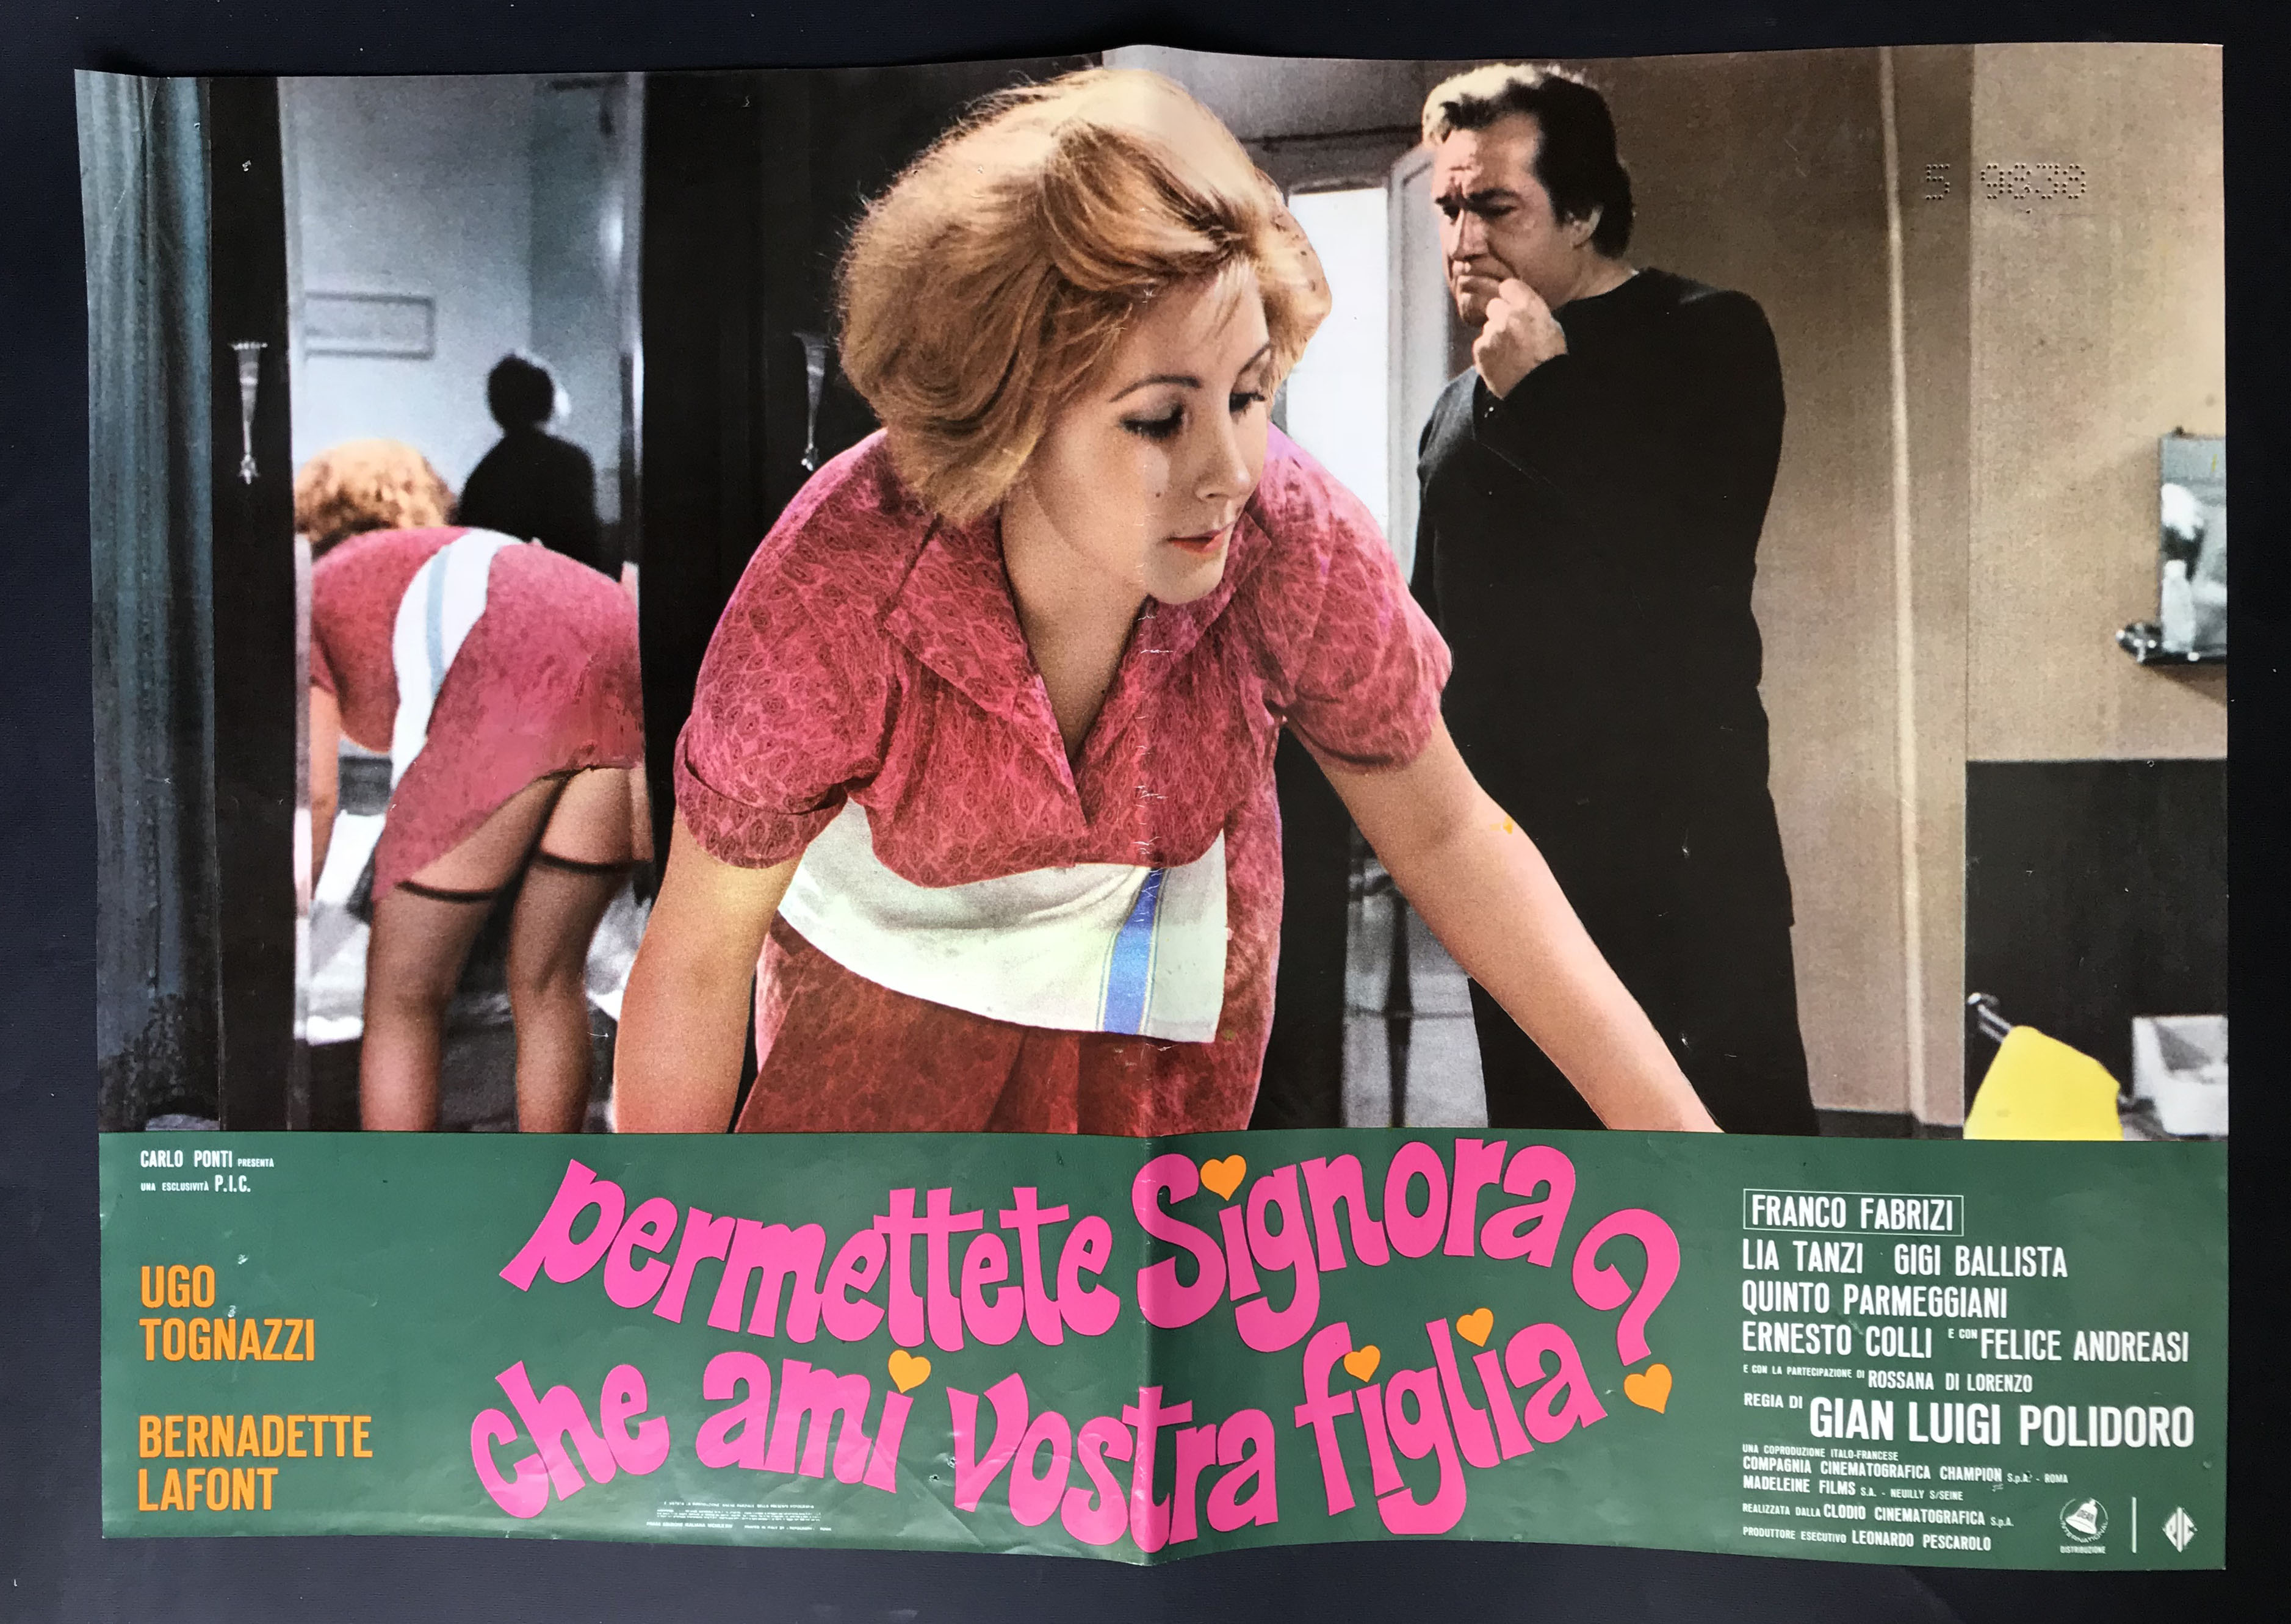 5 9638
CARLO PONTI PRESENTA
UNA ESCLUSIVITÀ P.I.C.
UGO
TOGNAZZI
BERNADETTE
LAFONT
permettete Signora
che ami vostra figlia?
FRANCO FABRIZI
LIA TANZI GIGI BALLISTA
QUINTO PARMEGGIANI
ERNESTO COLLI E CON FELICE ANDREASI
E CON LA PARTECIPAZIONE DI ROSSANA DI LORENZO
REGIA DI GIAN LUIGI POLIDORO
UNA COPRODUZIONE ITALO-FRANCESE
COMPAGNIA CINEMATOGRAFICA CHAMPION S.p.A. - ROMA
MADELEINE FILMS S.A. - NEUILLY S/SEINE
REALIZZATA DALLA CLODIO CINEMATOGRAFICA S.p.A.
PRODUTTORE ESECUTIVO LEONARDO PESCAROLO
INTERNATIONAL
DISTRIBUZIONE
PIC